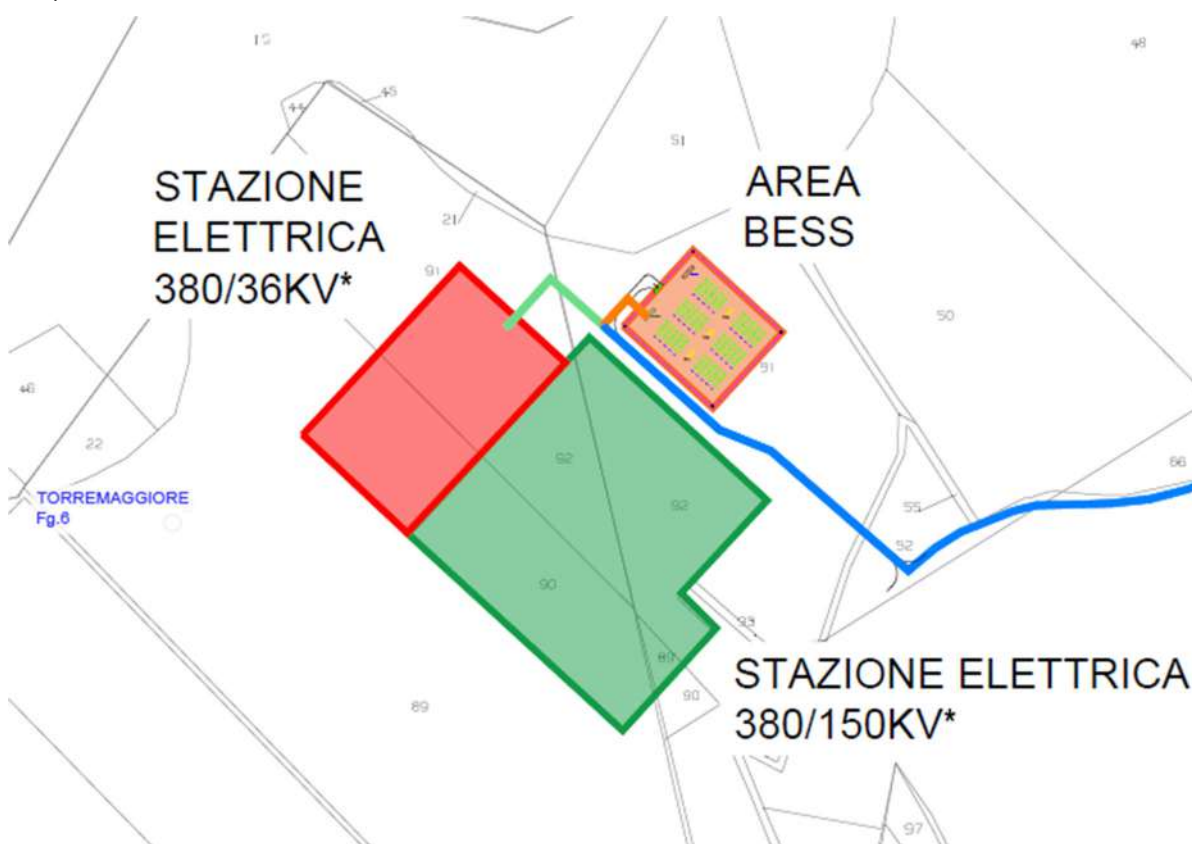 15
48
45
44
51
AREA
BESS
STAZIONE
ELETTRICA
380/36KV*
21
91
50
91
46
22
92
66
TORREMAGGIORE
Fg.6
92
55
52
90
93
89
STAZIONE ELETTRICA
380/150KV*
90
89
97